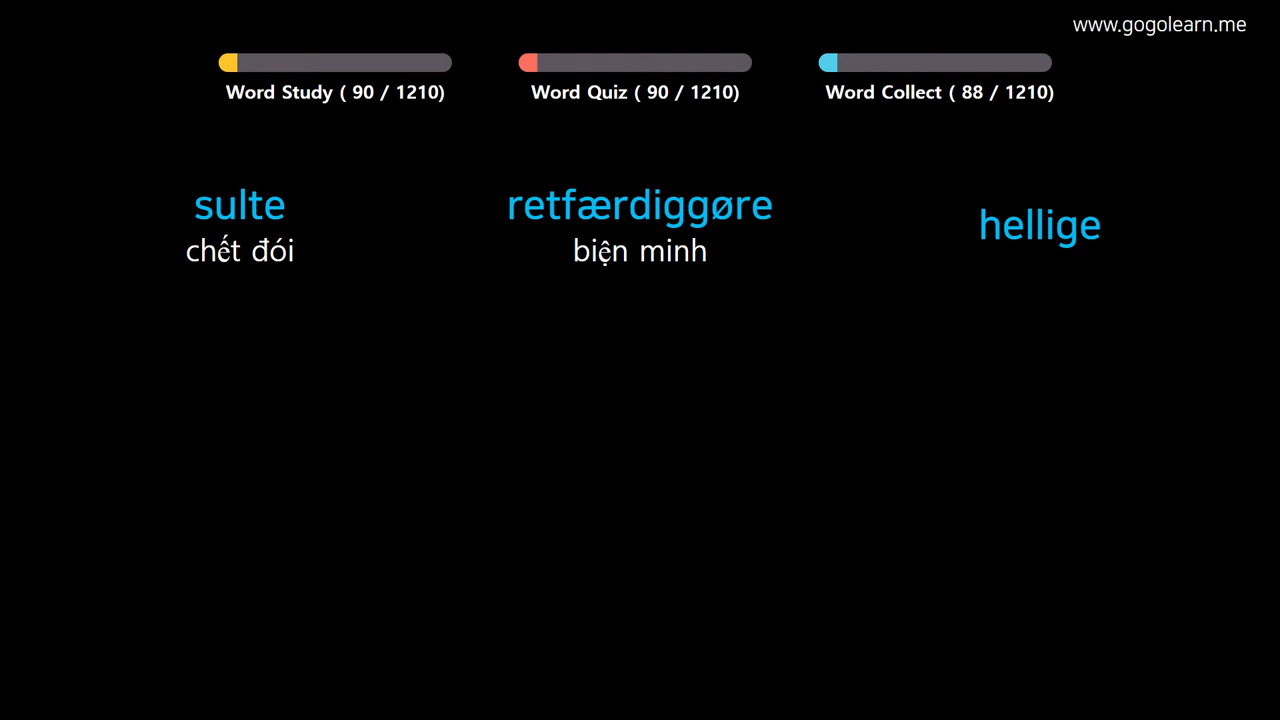 www.gogolearn.me
Word Study ( 90 / 1210)
Word Quiz ( 90 / 1210)
Word Collect ( 88 / 1210)
sulte
chết đói
retfærdiggøre
biện minh
hellige